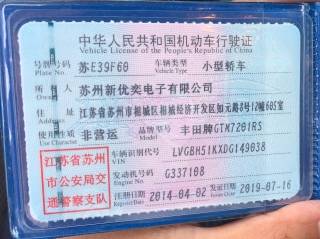 中华人民共和国机动车行驶证
Vehicle License of the People's Republic of China
号牌号码 苏E39F60 车辆类型 小型轿车
Plate No. Vehicle Type
所有人 苏州新优奕电子有限公司
Owner
住址 江苏省苏州市相城区相城经济开发区如元路8号12幢60S室
Address
使用性质 非营运 品牌型号 丰田牌GTM7201RS
Use Character Model
江苏省苏州
市公安局交
通警察支队
车辆识别代号 LVGBH51KXDG149038
VIN
发动机号码 G337108
Engine No.
注册日期 2014-04-02 发证日期 2019-07-16
Register Date Issue Date